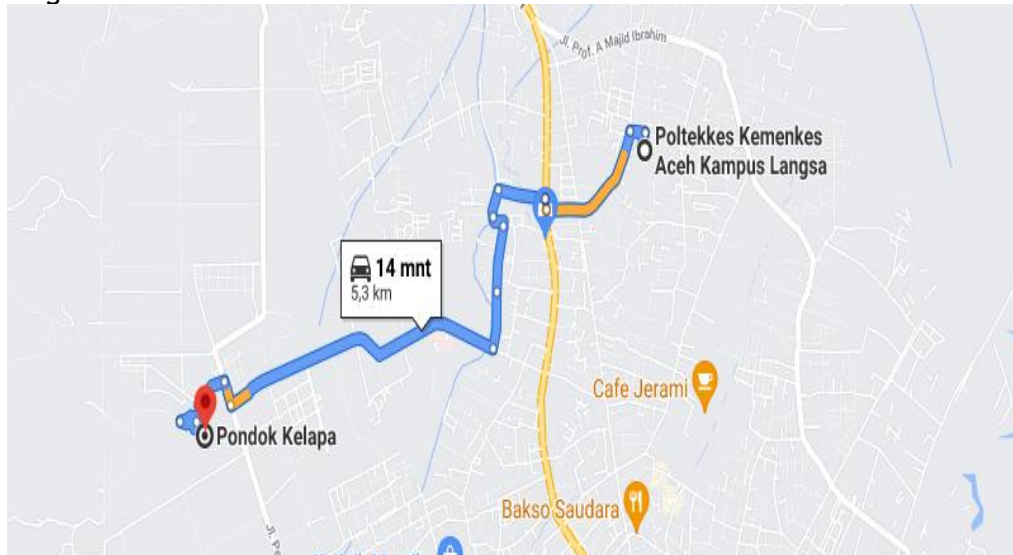 Jl. Prof. A Majid Ibrahim
Poltekkes Kemenkes
Aceh Kampus Langsa
14 mnt
5,3 km
Cafe Jerami
Pondok Kelapa
Bakso Saudara